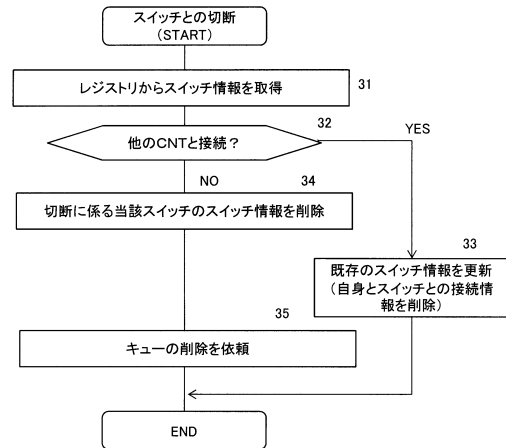 スイッチとの切断
(START)
レジストリからスイッチ情報を取得
31
他のCNTと接続？
32
YES
NO
34
切断に係る当該スイッチのスイッチ情報を削除
33
既存のスイッチ情報を更新
(自身とスイッチとの接続情
報を削除)
35
キューの削除を依頼
END